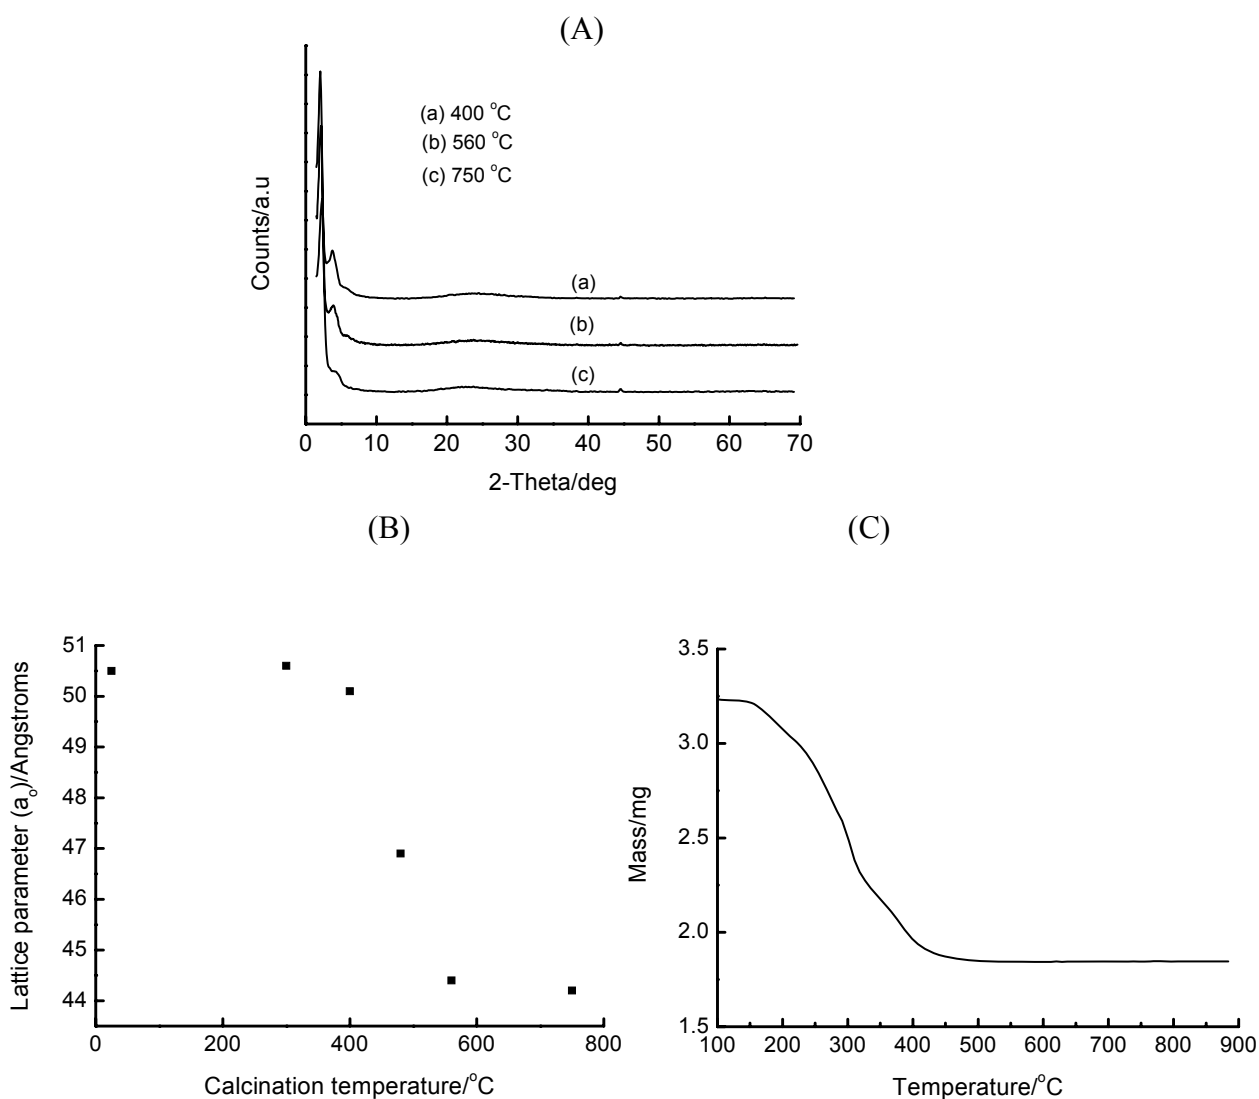 (A)
(a) 400 °C
(b) 560 °C
(c) 750 °C
Counts/a.u
(a)
(b)
(c)
0 10 20 30 40 50 60 70
2-Theta/deg
(B)
(C)
51
50
49
48
47
46
45
44
Lattice parameter (a₀)/Angstroms
0 200 400 600 800
Calcination temperature/°C
3.5
3.0
2.5
2.0
1.5
Mass/mg
100 200 300 400 500 600 700 800 900
Temperature/°C